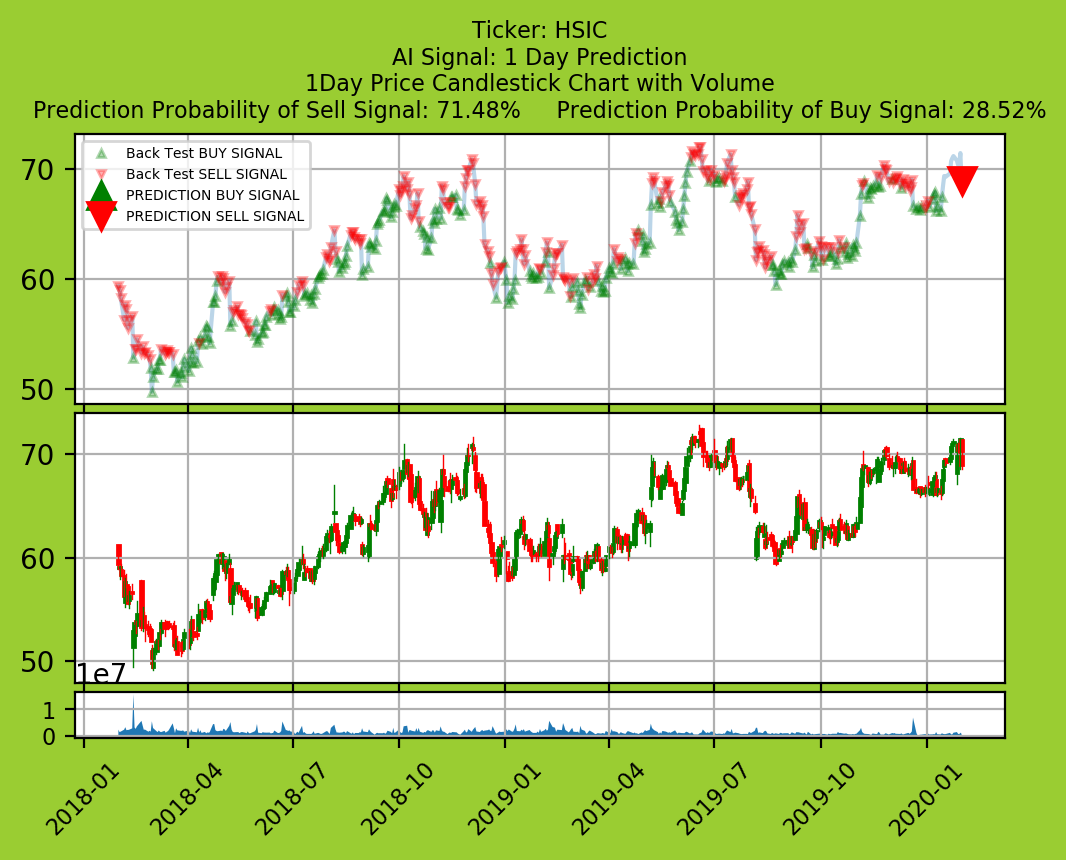 Ticker: HSIC
AI Signal: 1 Day Prediction
1Day Price Candlestick Chart with Volume
Prediction Probability of Sell Signal: 71.48%     Prediction Probability of Buy Signal: 28.52%
Back Test BUY SIGNAL
Back Test SELL SIGNAL
PREDICTION BUY SIGNAL
PREDICTION SELL SIGNAL
70
60
50
70
60
50
1e7
1
0
2018-01
2018-04
2018-07
2018-10
2019-01
2019-04
2019-07
2019-10
2020-01